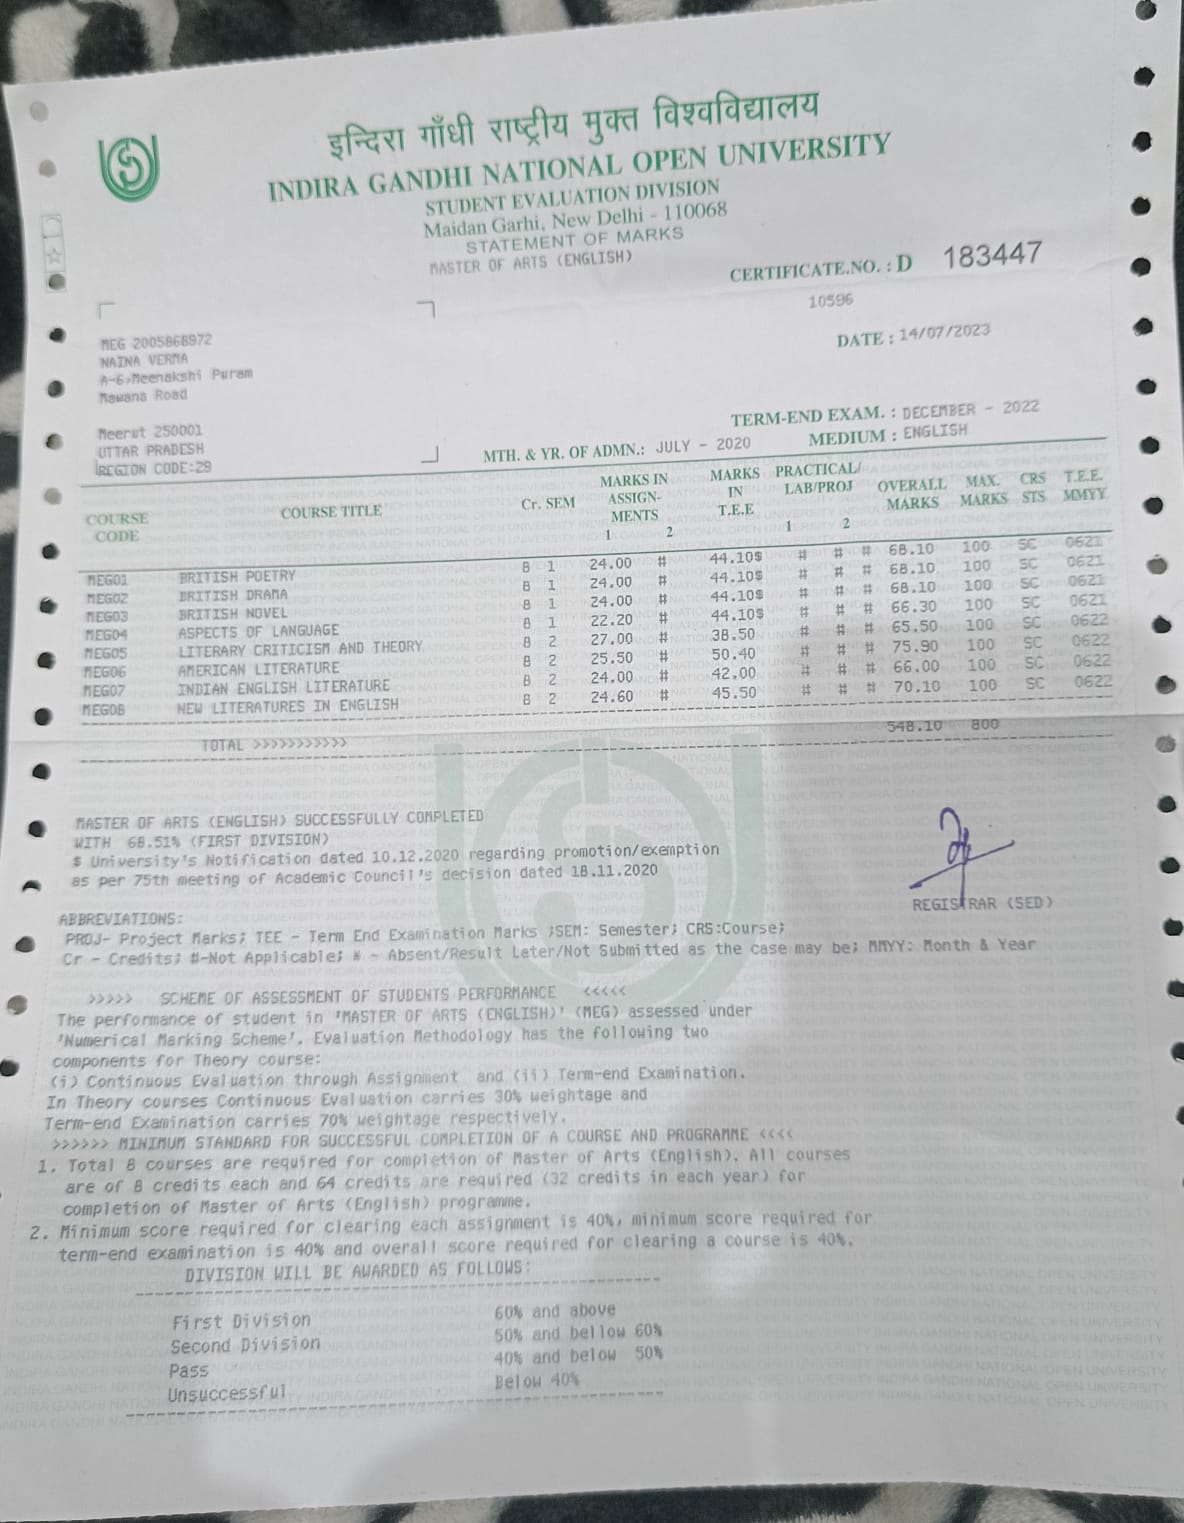 इन्दिरा गाँधी राष्ट्रीय मुक्त विश्वविद्यालय
INDIRA GANDHI NATIONAL OPEN UNIVERSITY
STUDENT EVALUATION DIVISION
Maidan Garhi, New Delhi - 110068
STATEMENT OF MARKS
MASTER OF ARTS (ENGLISH)
CERTIFICATE.NO. : D 183447
10596
DATE : 14/07/2023
MEG 2005868972
NAINA VERMA
A-6,Meenakshi Puram
Mawana Road
Meerut 250001
UTTAR PRADESH
REGION CODE:29
TERM-END EXAM. : DECEMBER - 2022
MTH. & YR. OF ADMN.: JULY - 2020 MEDIUM : ENGLISH
COURSE CODE COURSE TITLE Cr. SEM MARKS IN ASSIGN-MENTS MARKS IN T.E.E PRACTICAL/ LAB/PROJ OVERALL MARKS MAX. MARKS CRS STS T.E.E. MMYY
1 2 1 2
MEG01 BRITISH POETRY 8 1 24.00 # 44.10$ # # # 68.10 100 SC 0621
MEG02 BRITISH DRAMA 8 1 24.00 # 44.10$ # # # 68.10 100 SC 0621
MEG03 BRITISH NOVEL 8 1 24.00 # 44.10$ # # # 68.10 100 SC 0621
MEG04 ASPECTS OF LANGUAGE 8 1 22.20 # 44.10$ # # # 66.30 100 SC 0621
MEG05 LITERARY CRITICISM AND THEORY 8 2 27.00 # 38.50 # # # 65.50 100 SC 0622
MEG06 AMERICAN LITERATURE 8 2 25.50 # 50.40 # # # 75.90 100 SC 0622
MEG07 INDIAN ENGLISH LITERATURE 8 2 24.00 # 42.00 # # # 66.00 100 SC 0622
MEG08 NEW LITERATURES IN ENGLISH 8 2 24.60 # 45.50 # # # 70.10 100 SC 0622
TOTAL >>>>>>>>>>> 548.10 800
MASTER OF ARTS (ENGLISH) SUCCESSFULLY COMPLETED
WITH 68.51% (FIRST DIVISION)
$ University's Notification dated 10.12.2020 regarding promotion/exemption
as per 75th meeting of Academic Council's decision dated 18.11.2020
REGISTRAR (SED)
ABBREVIATIONS:
PROJ- Project Marks; TEE - Term End Examination Marks ;SEM: Semester; CRS:Course;
Cr - Credits; #-Not Applicable; * - Absent/Result Later/Not Submitted as the case may be; MMYY: Month & Year
>>>>> SCHEME OF ASSESSMENT OF STUDENTS PERFORMANCE <<<<<
The performance of student in 'MASTER OF ARTS (ENGLISH)' (MEG) assessed under
'Numerical Marking Scheme'. Evaluation Methodology has the following two
components for Theory course:
(i) Continuous Evaluation through Assignment and (ii) Term-end Examination.
In Theory courses Continuous Evaluation carries 30% weightage and
Term-end Examination carries 70% weightage respectively.
>>>>>> MINIMUM STANDARD FOR SUCCESSFUL COMPLETION OF A COURSE AND PROGRAMME <<<<
1. Total 8 courses are required for completion of Master of Arts (English). All courses
are of 8 credits each and 64 credits are required (32 credits in each year) for
completion of Master of Arts (English) programme.
2. Minimum score required for clearing each assignment is 40%, minimum score required for
term-end examination is 40% and overall score required for clearing a course is 40%.
DIVISION WILL BE AWARDED AS FOLLOWS:
First Division 60% and above
Second Division 50% and bellow 60%
Pass 40% and below 50%
Unsuccessful Below 40%